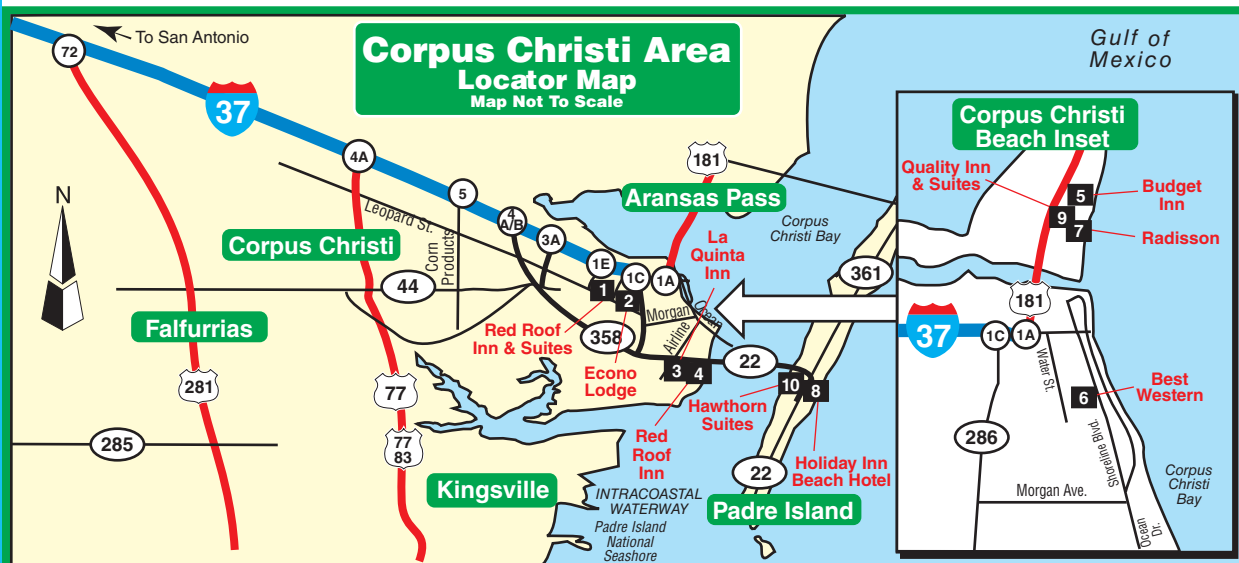 To San Antonio
Corpus Christi Area
Locator Map
Map Not To Scale
Gulf of
Mexico
72
37
4A
5
4
A/B
3A
1E
1C
1A
181
Aransas Pass
Corpus
Christi Bay
N
Leopard St.
Corpus Christi
Corn
Products
La
Quinta
Inn
361
44
1
2
Morgan
Ocean
Airline
Falfurrias
Red Roof
Inn & Suites
358
22
Econo
Lodge
3
4
10
8
281
77
Hawthorn
Suites
Red
Roof
Inn
285
77
83
22
Holiday Inn
Beach Hotel
Kingsville
INTRACOASTAL
WATERWAY
Padre Island
Padre Island
National
Seashore
Corpus Christi
Beach Inset
Quality Inn
& Suites
5
Budget
Inn
9
7
Radisson
181
37
1C
1A
Water St.
6
Best
Western
286
Shoreline Blvd.
Morgan Ave.
Corpus
Christi
Bay
Ocean
Dr.